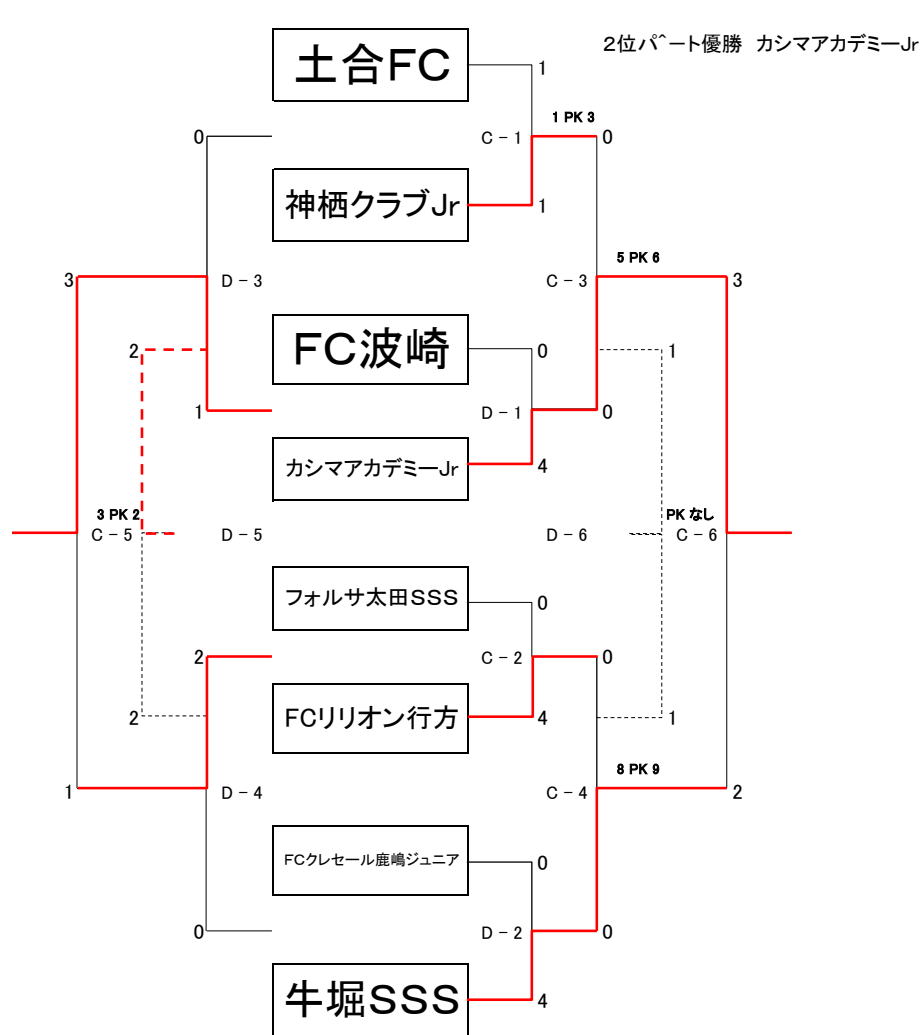 2位パ^ート優勝 カシマアカデミーJr
土合FC
1
1 PK 3
0
C-1
0
神栖クラブJr
1
5 PK 6
3
D-3
C-3
3
FC波崎
2
0
1
1
D-1
0
カシマアカデミーJr
4
3 PK 2
PK なし
C-5
D-5
D-6
C-6
フォルサ太田SSS
0
2
C-2
0
FCリリオン行方
2
4
1
8 PK 9
1
D-4
C-4
2
FCクレセール鹿嶋ジュニア
0
0
D-2
0
牛堀SSS
4